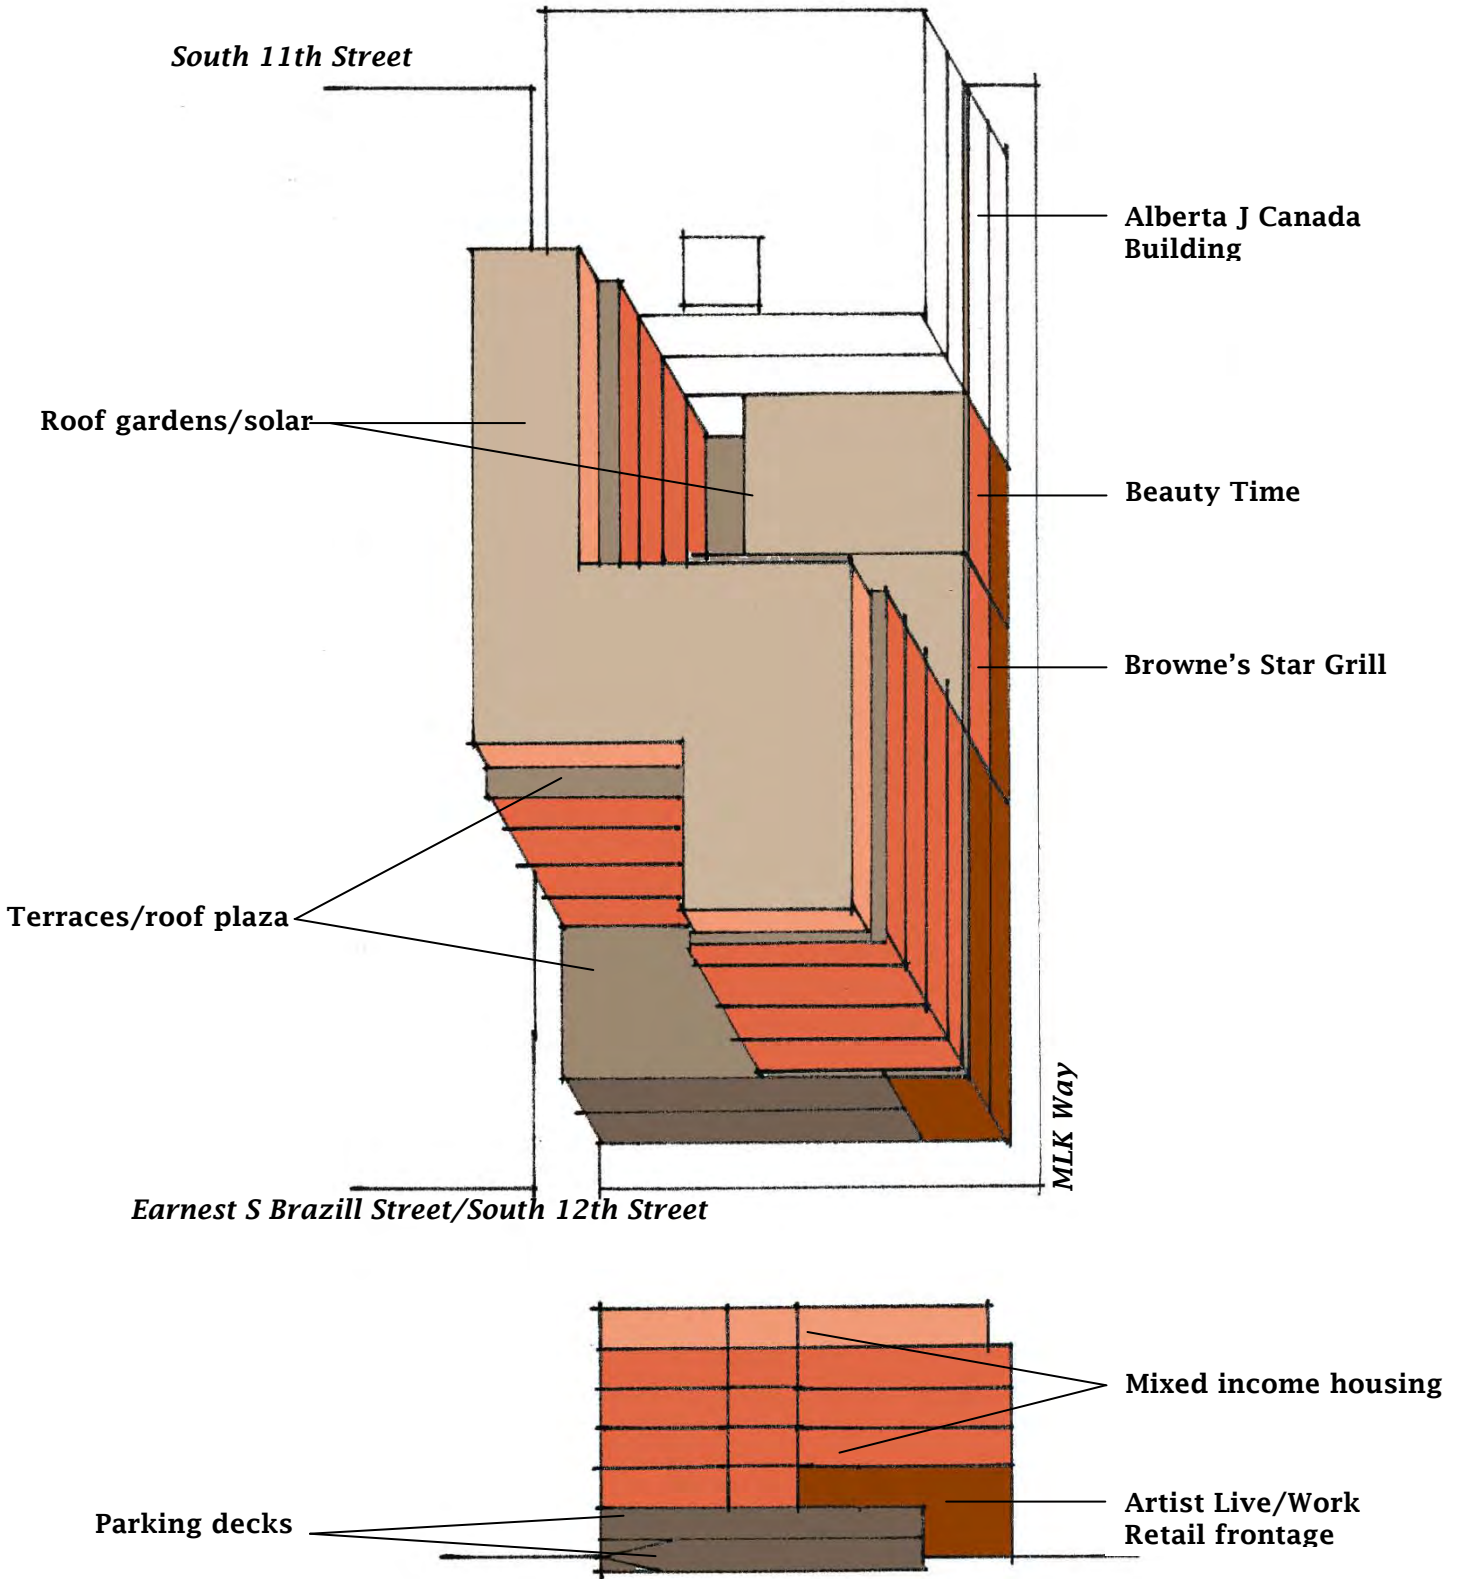 South 11th Street
Alberta J Canada
Building
Roof gardens/solar
Beauty Time
Browne's Star Grill
Terraces/roof plaza
MLK Way
Earnest S Brazill Street/South 12th Street
Mixed income housing
Artist Live/Work
Retail frontage
Parking decks